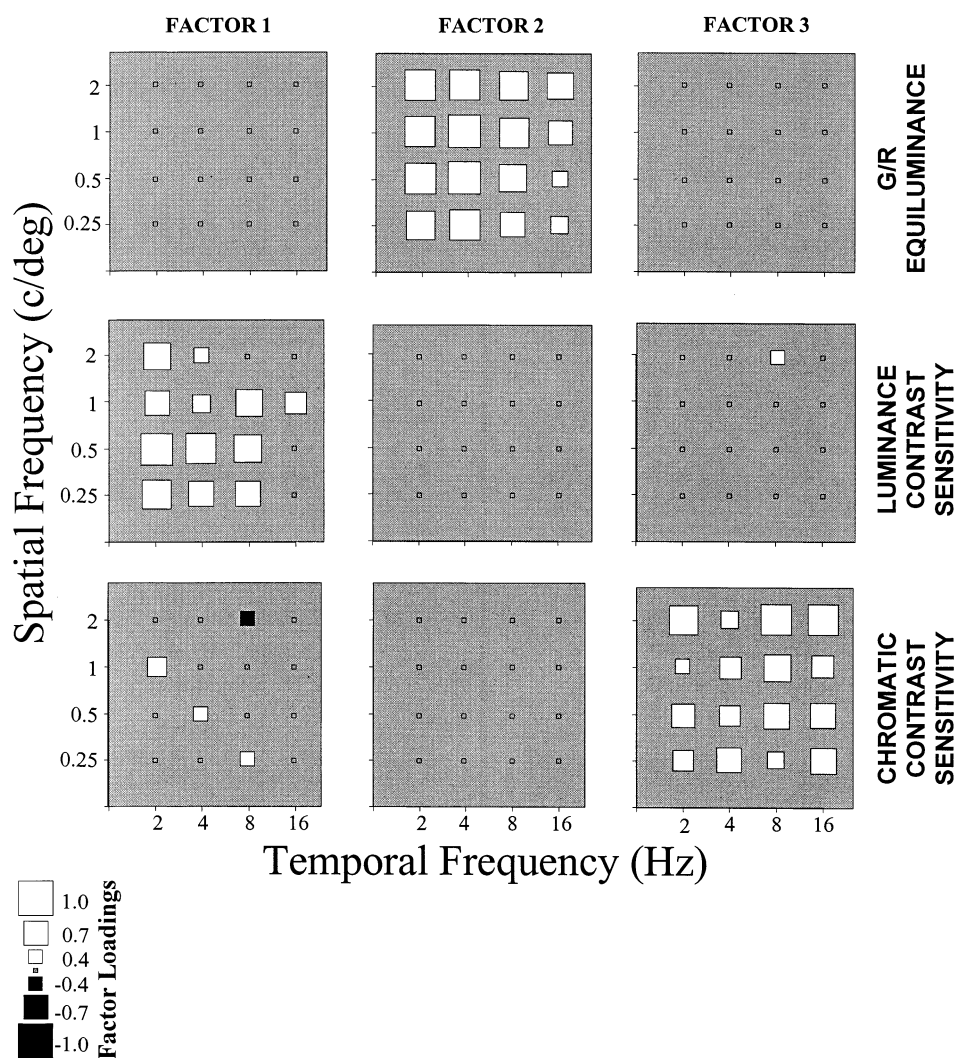 FACTOR 1 FACTOR 2 FACTOR 3
2
1
0.5
0.25
G/R
EQUILUMINANCE
Spatial Frequency (c/deg)
2
1
0.5
0.25
LUMINANCE
CONTRAST
SENSITIVITY
2
1
0.5
0.25
CHROMATIC
CONTRAST
SENSITIVITY
2 4 8 16 2 4 8 16 2 4 8 16
Temporal Frequency (Hz)
1.0
0.7
0.4
-0.4
-0.7
-1.0
Factor Loadings